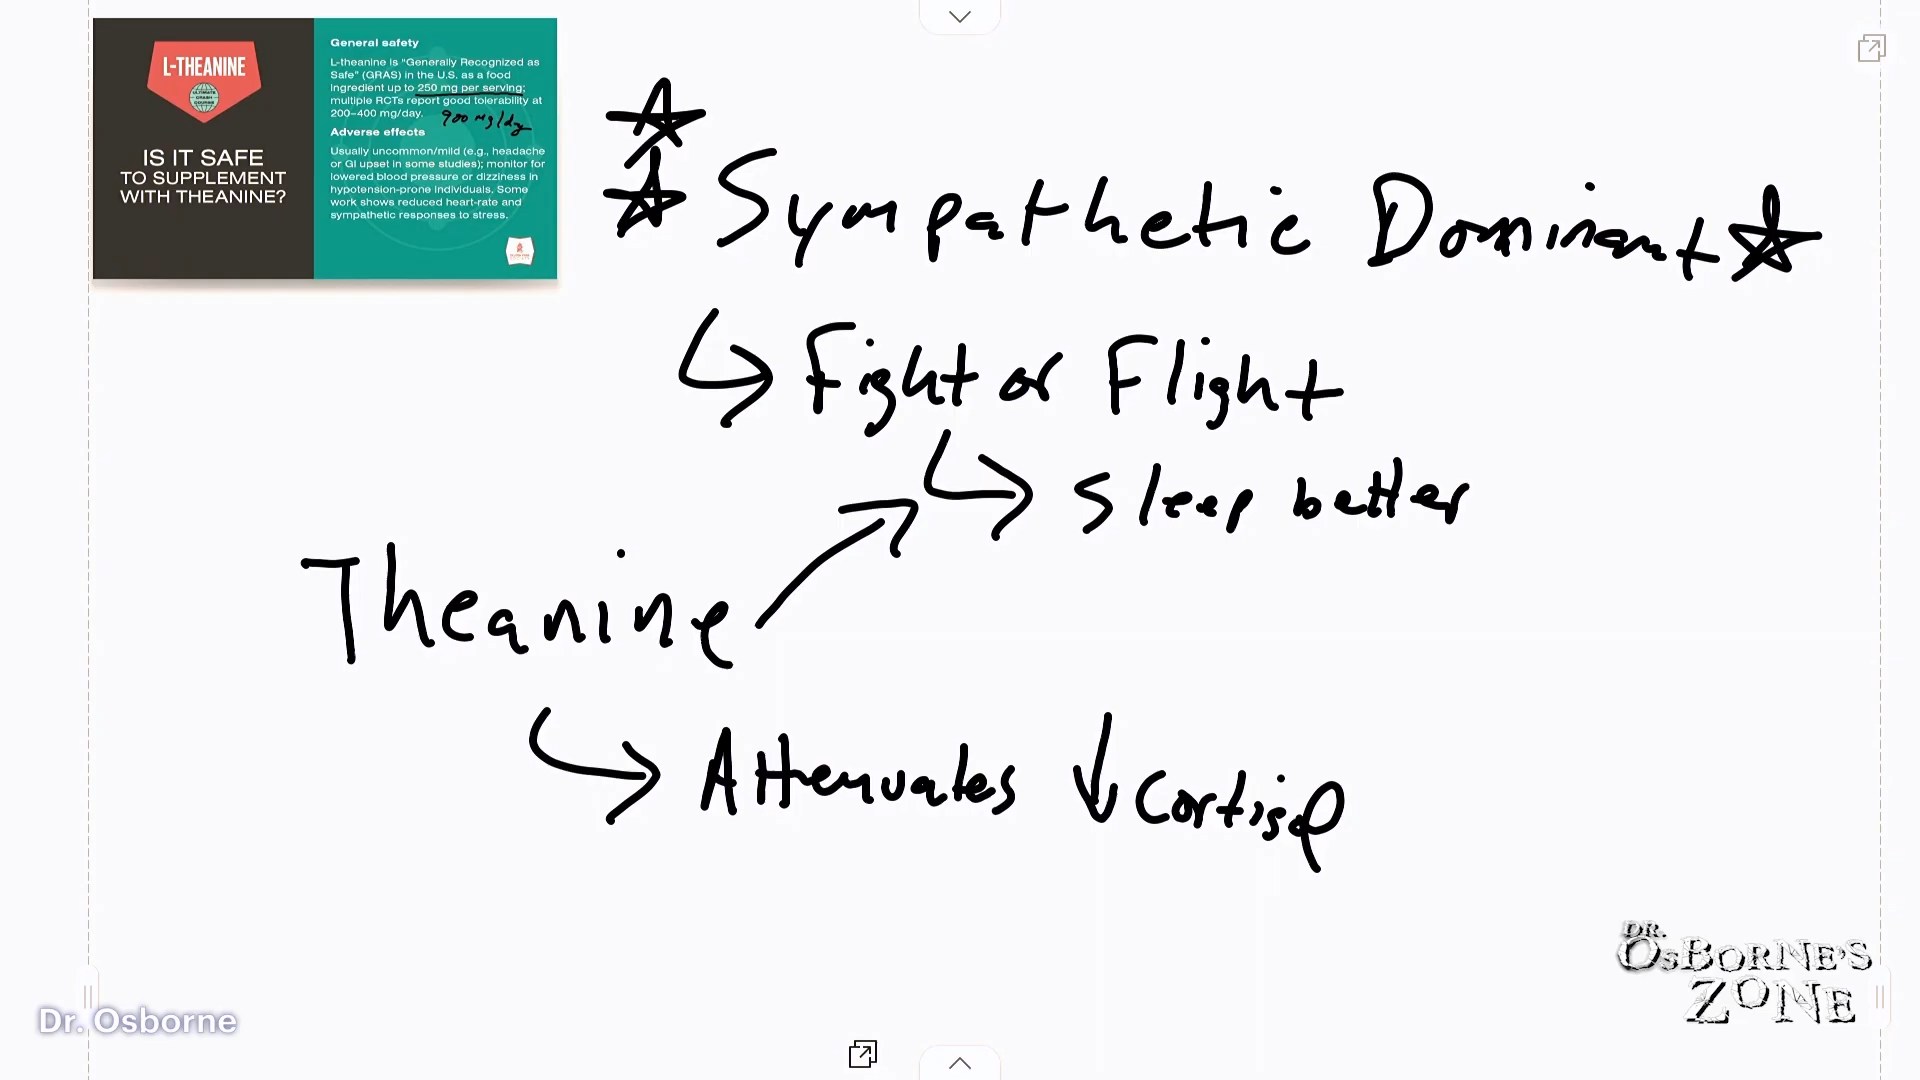 L-THEANINE
ULTIMATE
CRASH
COURSE
IS IT SAFE
TO SUPPLEMENT
WITH THEANINE?
General safety
L-theanine is "Generally Recognized as
Safe" (GRAS) in the U.S. as a food
ingredient up to 250 mg per serving;
multiple RCTs report good tolerability at
200–400 mg/day.
900 mg/day
Adverse effects
Usually uncommon/mild (e.g., headache
or GI upset in some studies); monitor for
lowered blood pressure or dizziness in
hypotension-prone individuals. Some
work shows reduced heart-rate and
sympathetic responses to stress.
Sympathetic Dominant
Fight or Flight
Sleep better
Theanine
Attenuates ↓ Cortisol
DR.
OSBORNE'S
ZONE
Dr. Osborne